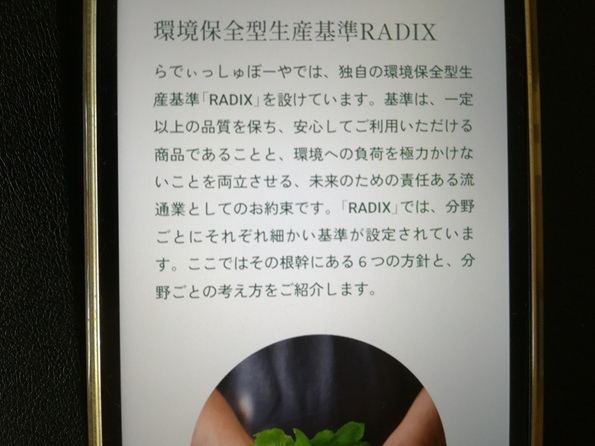 環境保全型生産基準RADIX
らでぃっしゅぼーやでは、独自の環境保全型生
産基準「RADIX」を設けています。基準は、一定
以上の品質を保ち、安心してご利用いただける
商品であることと、環境への負荷を極力かけな
いことを両立させる、未来のための責任ある流
通業としてのお約束です。「RADIX」では、分野
ごとにそれぞれ細かい基準が設定されていま
す。ここではその根幹にある６つの方針と、分
野ごとの考え方をご紹介します。